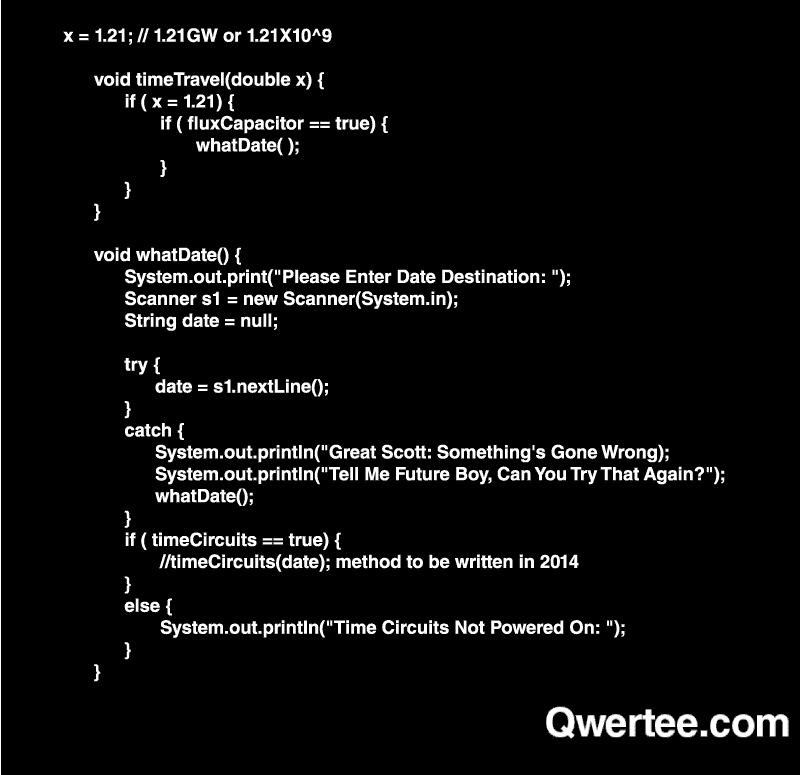 x = 1.21; // 1.21GW or 1.21X10^9
void timeTravel(double x) {
if ( x = 1.21) {
if ( fluxCapacitor == true) {
whatDate( );
}
}
}
void whatDate() {
System.out.print("Please Enter Date Destination: ");
Scanner s1 = new Scanner(System.in);
String date = null;
try {
date = s1.nextLine();
}
catch {
System.out.println("Great Scott: Something's Gone Wrong);
System.out.println("Tell Me Future Boy, Can You Try That Again?");
whatDate();
}
if ( timeCircuits == true) {
//timeCircuits(date); method to be written in 2014
}
else {
System.out.println("Time Circuits Not Powered On: ");
}
}
Qwertee.com